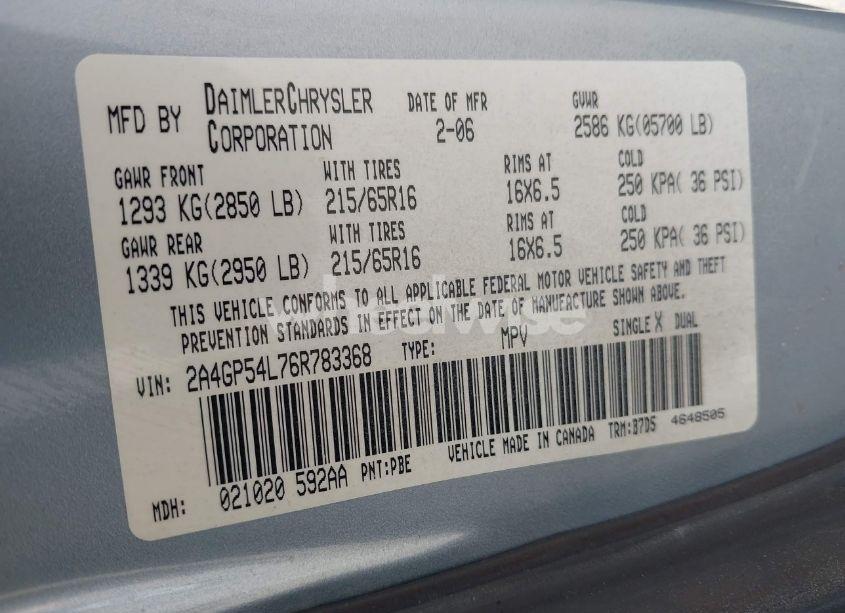 MFD BY DAIMLERCHRYSLER CORPORATION DATE OF MFR 2-06 GVWR 2586 KG(05700 LB)
GAWR FRONT WITH TIRES RIMS AT COLD
1293 KG(2850 LB) 215/65R16 16X6.5 250 KPA( 36 PSI)
GAWR REAR WITH TIRES RIMS AT COLD
1339 KG(2950 LB) 215/65R16 16X6.5 250 KPA( 36 PSI)
THIS VEHICLE CONFORMS TO ALL APPLICABLE FEDERAL MOTOR VEHICLE SAFETY AND THEFT
PREVENTION STANDARDS IN EFFECT ON THE DATE OF MANUFACTURE SHOWN ABOVE.
VIN: 2A4GP54L76R783368 TYPE: MPV SINGLE X DUAL
MDH: 021020 592AA PNT:PBE VEHICLE MADE IN CANADA TRM:B7D5 4648505